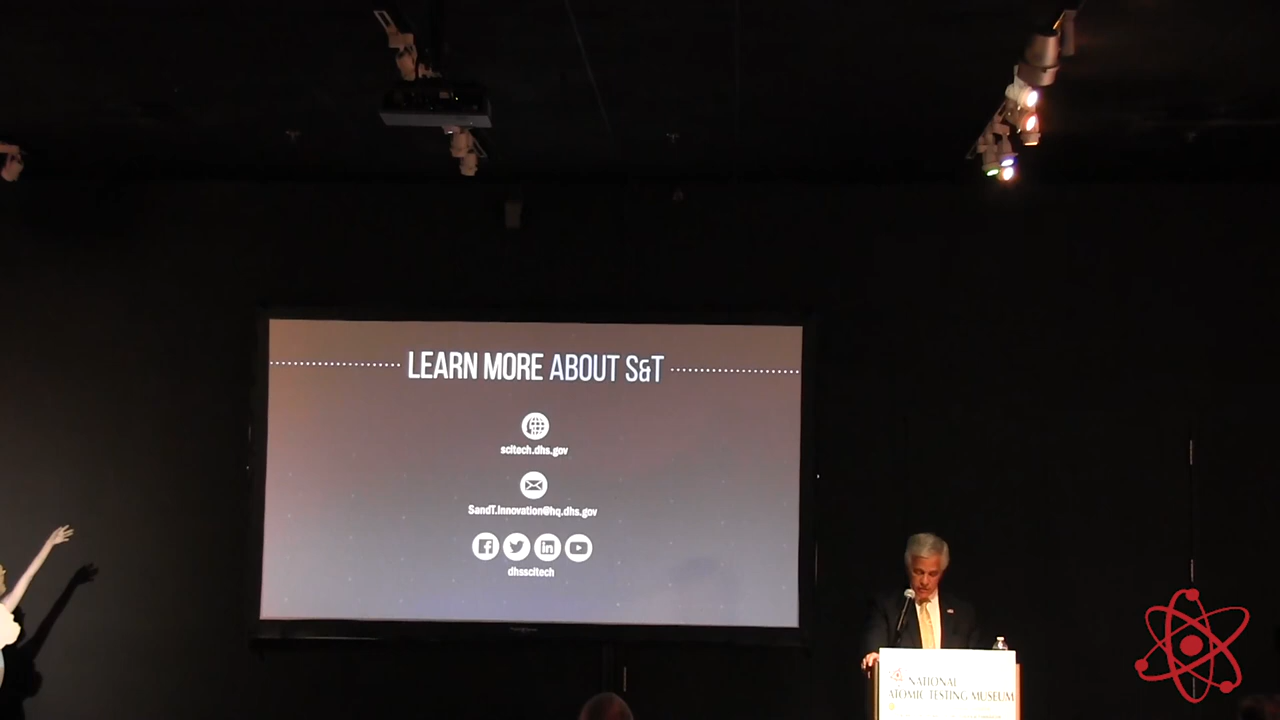 LEARN MORE ABOUT S&T
scitech.dhs.gov
SandT.Innovation@hq.dhs.gov
dhsscitech
NATIONAL
ATOMIC TESTING MUSEUM